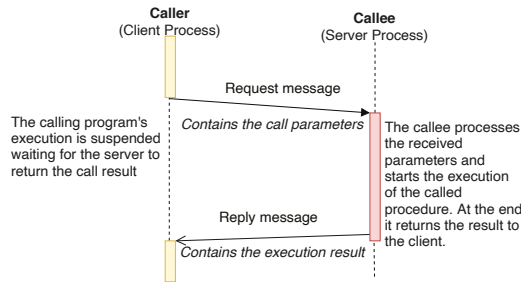 Caller
(Client Process)
Callee
(Server Process)
Request message
Contains the call parameters
The calling program's
execution is suspended
waiting for the server to
return the call result
The callee processes
the received
parameters and
starts the execution
of the called
procedure. At the end
it returns the result to
the client.
Reply message
Contains the execution result